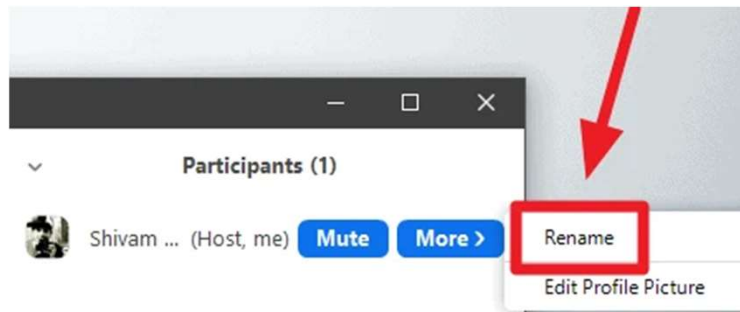 Participants (1)
Shivam ... (Host, me) Mute More >
Rename
Edit Profile Picture